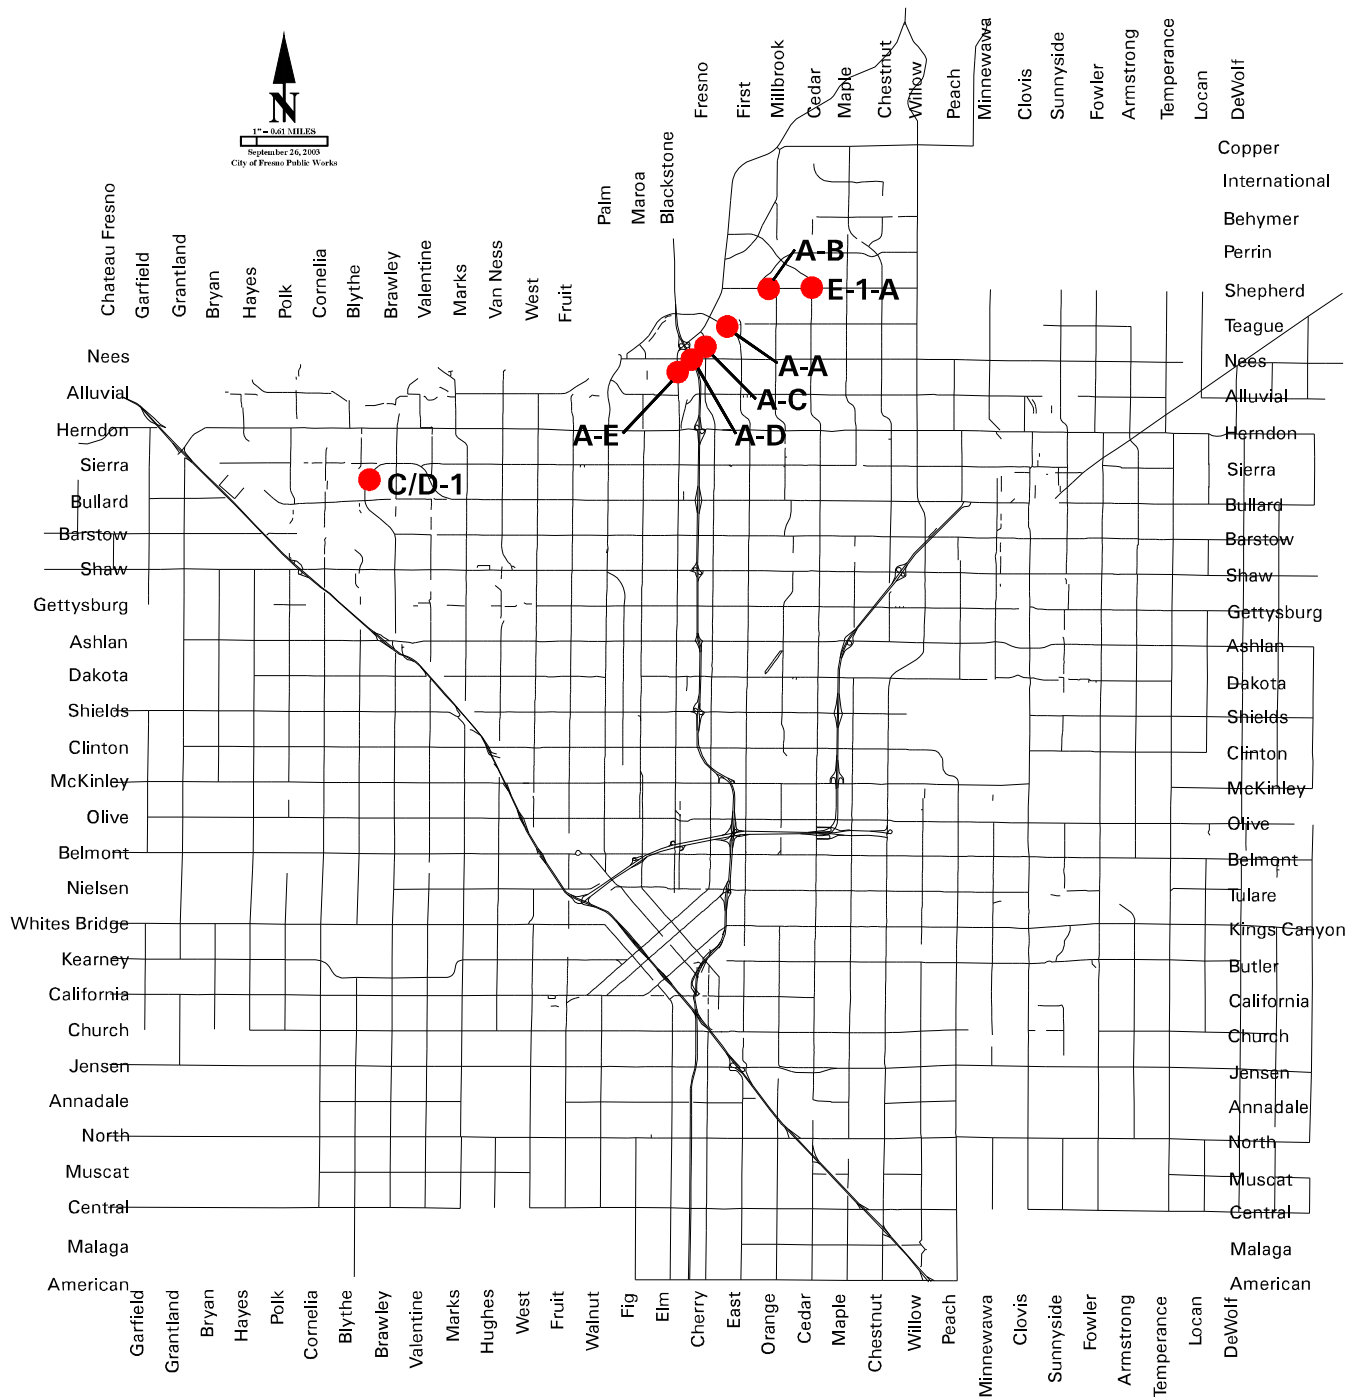 N
1" = 0.61 MILES
September 26, 2003
City of Fresno Public Works
Fresno
First
Millbrook
Cedar
Maple
Chestnut
Willow
Peach
Minnewawa
Clovis
Sunnyside
Fowler
Armstrong
Temperance
Locan
DeWolf
Palm
Maroa
Blackstone
Chateau Fresno
Garfield
Grantland
Bryan
Hayes
Polk
Cornelia
Blythe
Brawley
Valentine
Marks
Van Ness
West
Fruit
Copper
International
Behymer
Perrin
Shepherd
Teague
Nees
Alluvial
Herndon
Sierra
Bullard
Barstow
Shaw
Gettysburg
Ashlan
Dakota
Shields
Clinton
McKinley
Olive
Belmont
Tulare
Kings Canyon
Butler
California
Church
Jensen
Annadale
North
Muscat
Central
Malaga
American
A-B
E-1-A
A-A
A-C
A-D
A-E
C/D-1
Nees
Alluvial
Herndon
Sierra
Bullard
Barstow
Shaw
Gettysburg
Ashlan
Dakota
Shields
Clinton
McKinley
Olive
Belmont
Nielsen
Whites Bridge
Kearney
California
Church
Jensen
Annadale
North
Muscat
Central
Malaga
American
Garfield
Grantland
Bryan
Hayes
Polk
Cornelia
Blythe
Brawley
Valentine
Marks
Hughes
West
Fruit
Walnut
Fig
Elm
Cherry
East
Orange
Cedar
Maple
Chestnut
Willow
Peach
Minnewawa
Clovis
Sunnyside
Fowler
Armstrong
Temperance
Locan
DeWolf